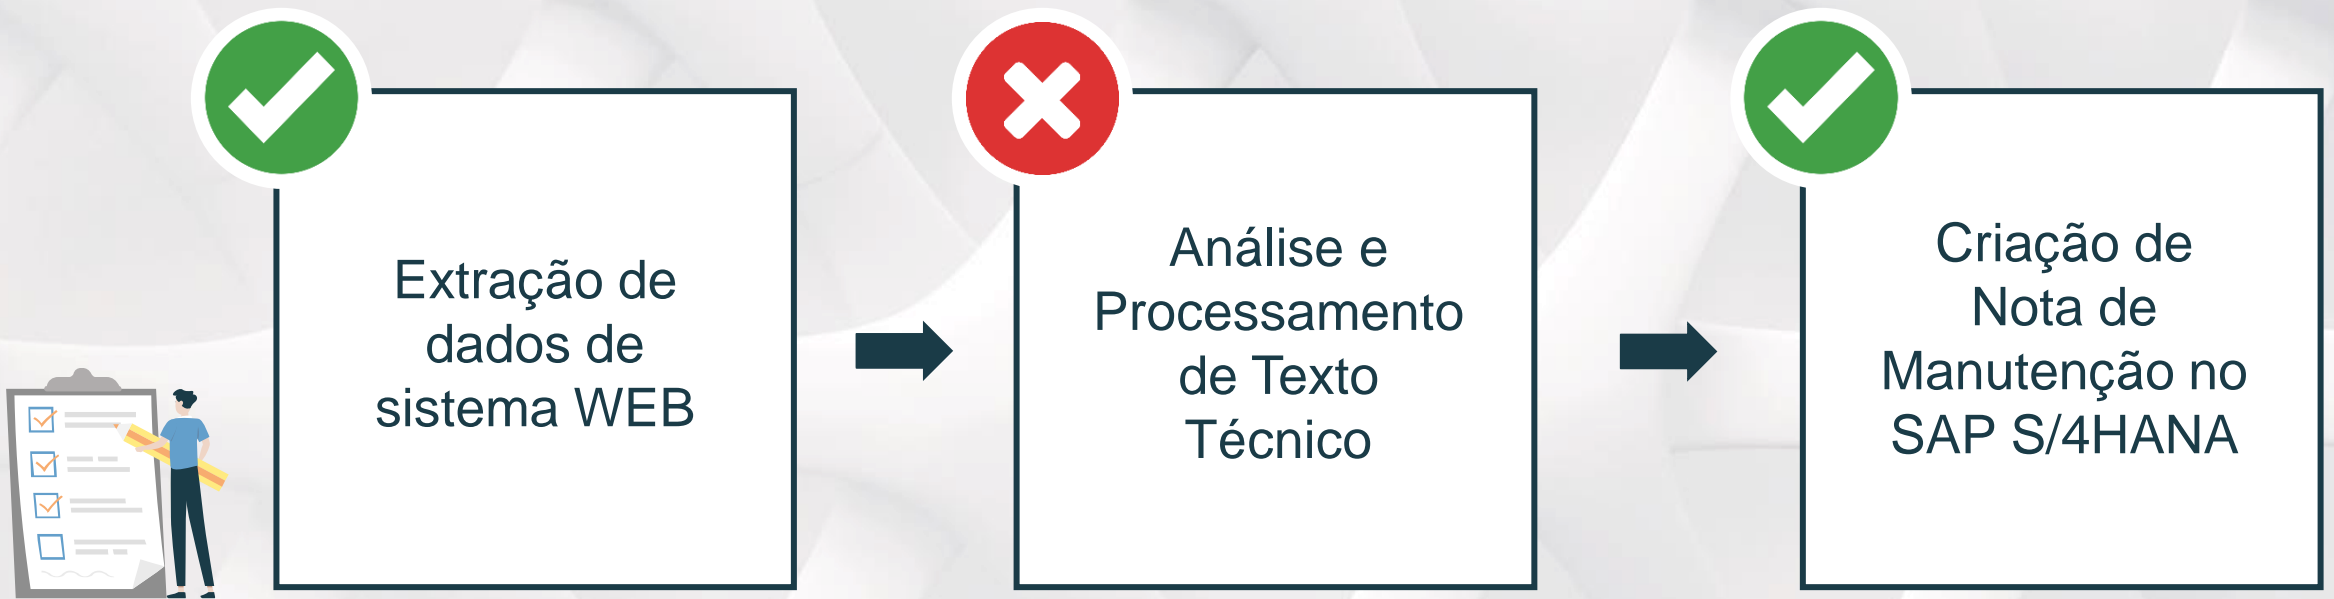 Extração de
dados de
sistema WEB
Análise e
Processamento
de Texto
Técnico
Criação de
Nota de
Manutenção no
SAP S/4HANA